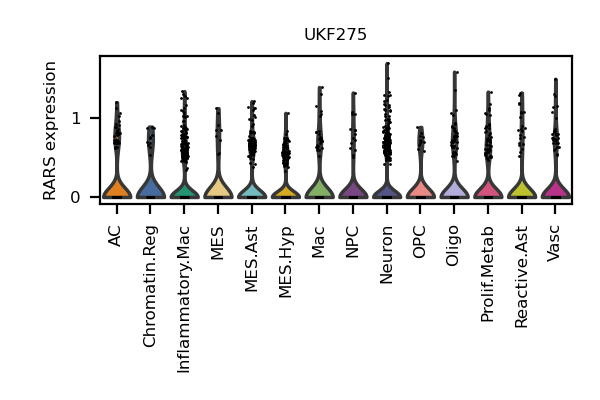 UKF275
RARS expression
1
0
AC
Chromatin.Reg
Inflammatory.Mac
MES
MES.Ast
MES.Hyp
Mac
NPC
Neuron
OPC
Oligo
Prolif.Metab
Reactive.Ast
Vasc